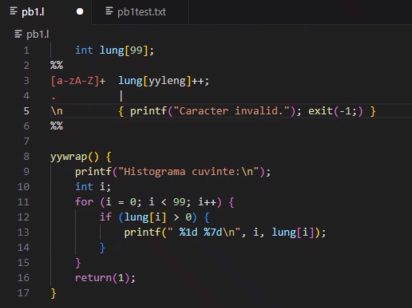 pb1.l pb1test.txt
pb1.l
1 int lung[99];
2 %%
3 [a-zA-Z]+ lung[yyleng]++;
4 . |
5 \n { printf("Caracter invalid."); exit(-1;) }
6 %%
7
8 yywrap() {
9 printf("Histograma cuvinte:\n");
10 int i;
11 for (i = 0; i < 99; i++) {
12 if (lung[i] > 0) {
13 printf(" %1d %7d\n", i, lung[i]);
14 }
15 }
16 return(1);
17 }